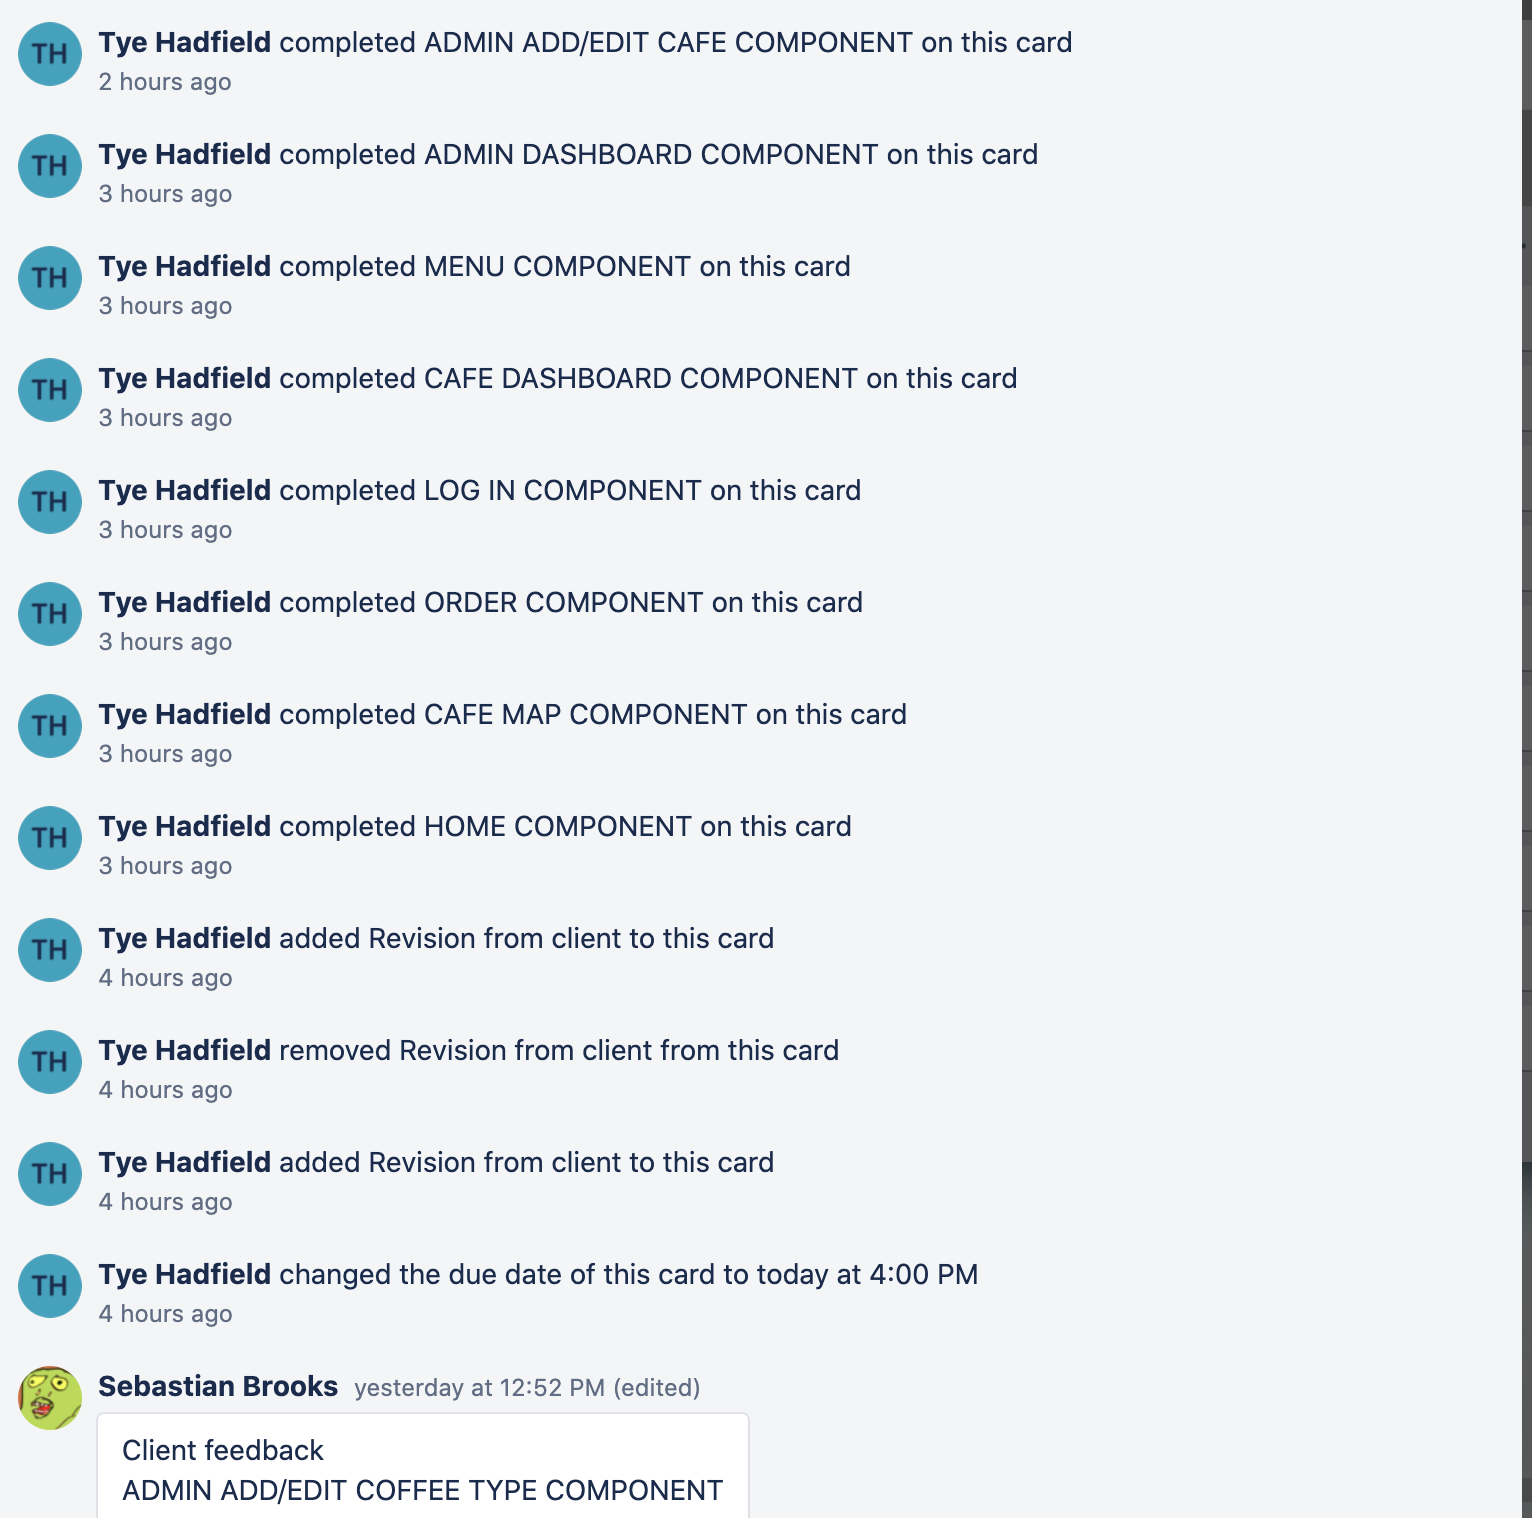 TH
Tye Hadfield completed ADMIN ADD/EDIT CAFE COMPONENT on this card
2 hours ago
TH
Tye Hadfield completed ADMIN DASHBOARD COMPONENT on this card
3 hours ago
TH
Tye Hadfield completed MENU COMPONENT on this card
3 hours ago
TH
Tye Hadfield completed CAFE DASHBOARD COMPONENT on this card
3 hours ago
TH
Tye Hadfield completed LOG IN COMPONENT on this card
3 hours ago
TH
Tye Hadfield completed ORDER COMPONENT on this card
3 hours ago
TH
Tye Hadfield completed CAFE MAP COMPONENT on this card
3 hours ago
TH
Tye Hadfield completed HOME COMPONENT on this card
3 hours ago
TH
Tye Hadfield added Revision from client to this card
4 hours ago
TH
Tye Hadfield removed Revision from client from this card
4 hours ago
TH
Tye Hadfield added Revision from client to this card
4 hours ago
TH
Tye Hadfield changed the due date of this card to today at 4:00 PM
4 hours ago
Sebastian Brooks yesterday at 12:52 PM (edited)
Client feedback
ADMIN ADD/EDIT COFFEE TYPE COMPONENT